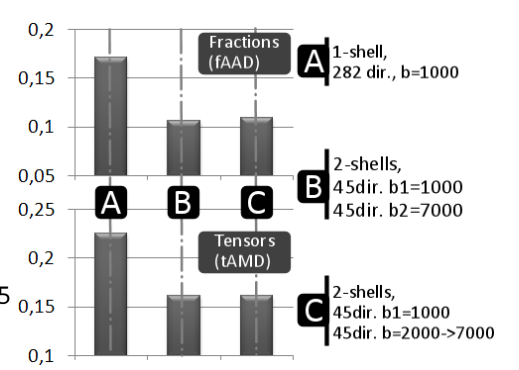 0,2
0,15
0,1
0,05
Fractions
(fAAD)
A
1-shell,
282 dir., b=1000
B
2-shells,
45dir. b1=1000
45dir. b2=7000
A B C
0,25
0,2
0,15
0,1
5
Tensors
(tAMD)
C
2-shells,
45dir. b1=1000
45dir. b=2000->7000